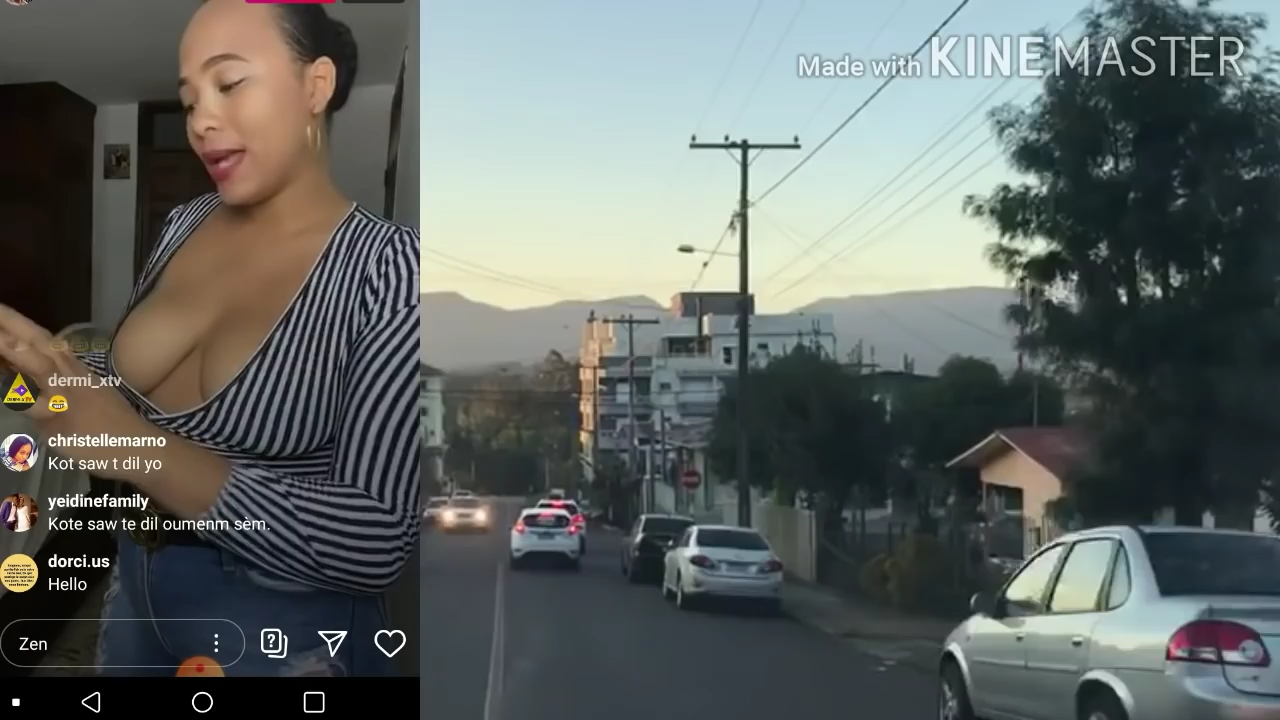 dermi_xtv
christellemarno
Kot saw t dil yo
yeidinefamily
Kote saw te dil oumenm sèm.
dorci.us
Hello
Zen
Made with KINEMASTER